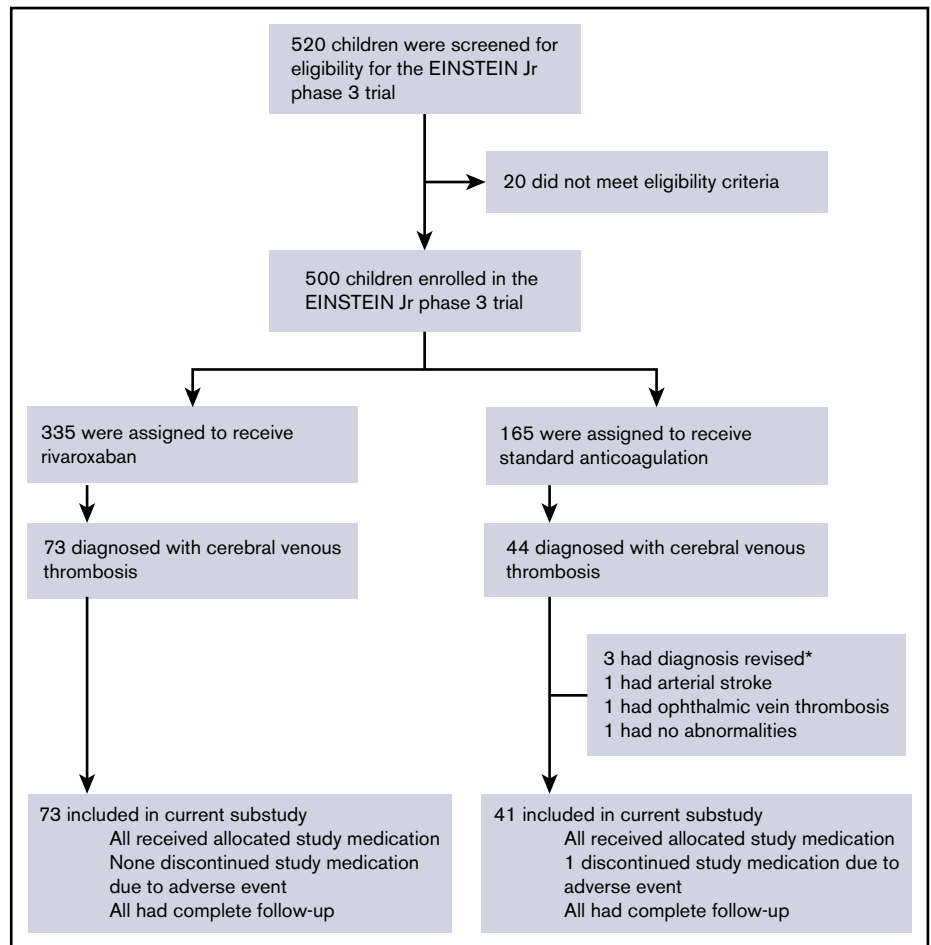 520 children were screened for
eligibility for the EINSTEIN Jr
phase 3 trial
20 did not meet eligibility criteria
500 children enrolled in the
EINSTEIN Jr phase 3 trial
335 were assigned to receive
rivaroxaban
165 were assigned to receive
standard anticoagulation
73 diagnosed with cerebral venous
thrombosis
44 diagnosed with cerebral venous
thrombosis
3 had diagnosis revised*
1 had arterial stroke
1 had ophthalmic vein thrombosis
1 had no abnormalities
73 included in current substudy
All received allocated study medication
None discontinued study medication
due to adverse event
All had complete follow-up
41 included in current substudy
All received allocated study medication
1 discontinued study medication due to
adverse event
All had complete follow-up